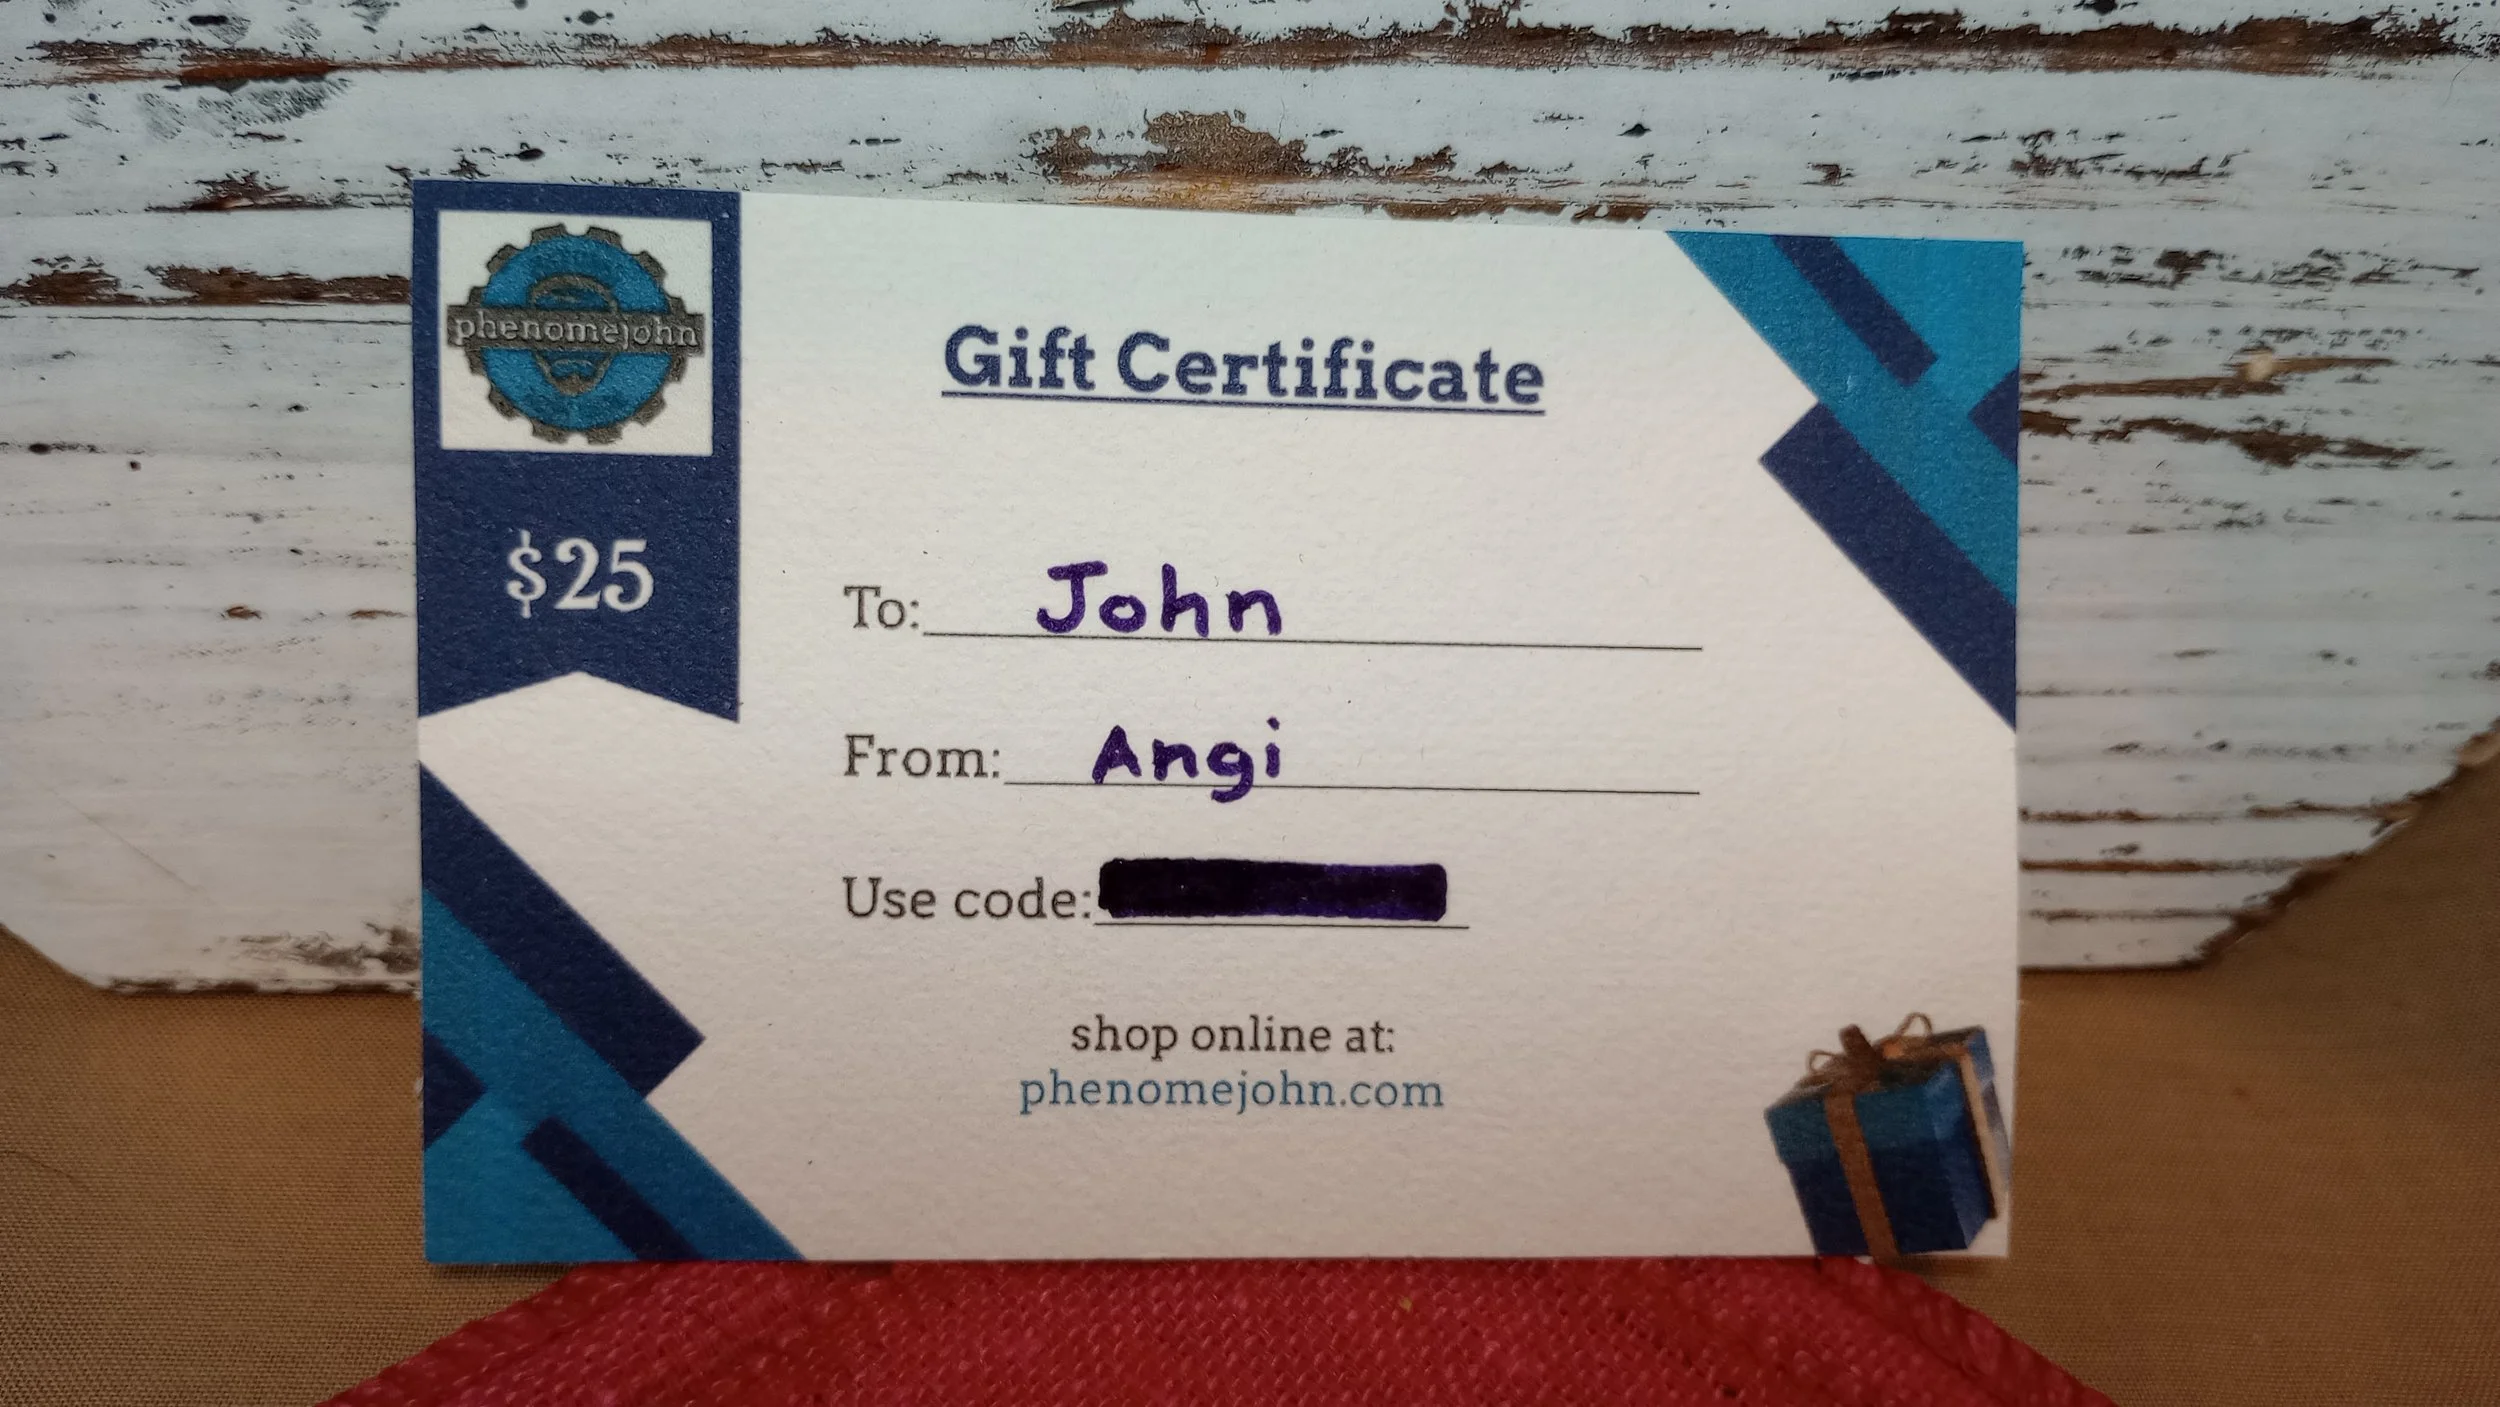 phenomejohn
$25
Gift Certificate
To: John
From: Angi
Use code:
shop online at:
phenomejohn.com